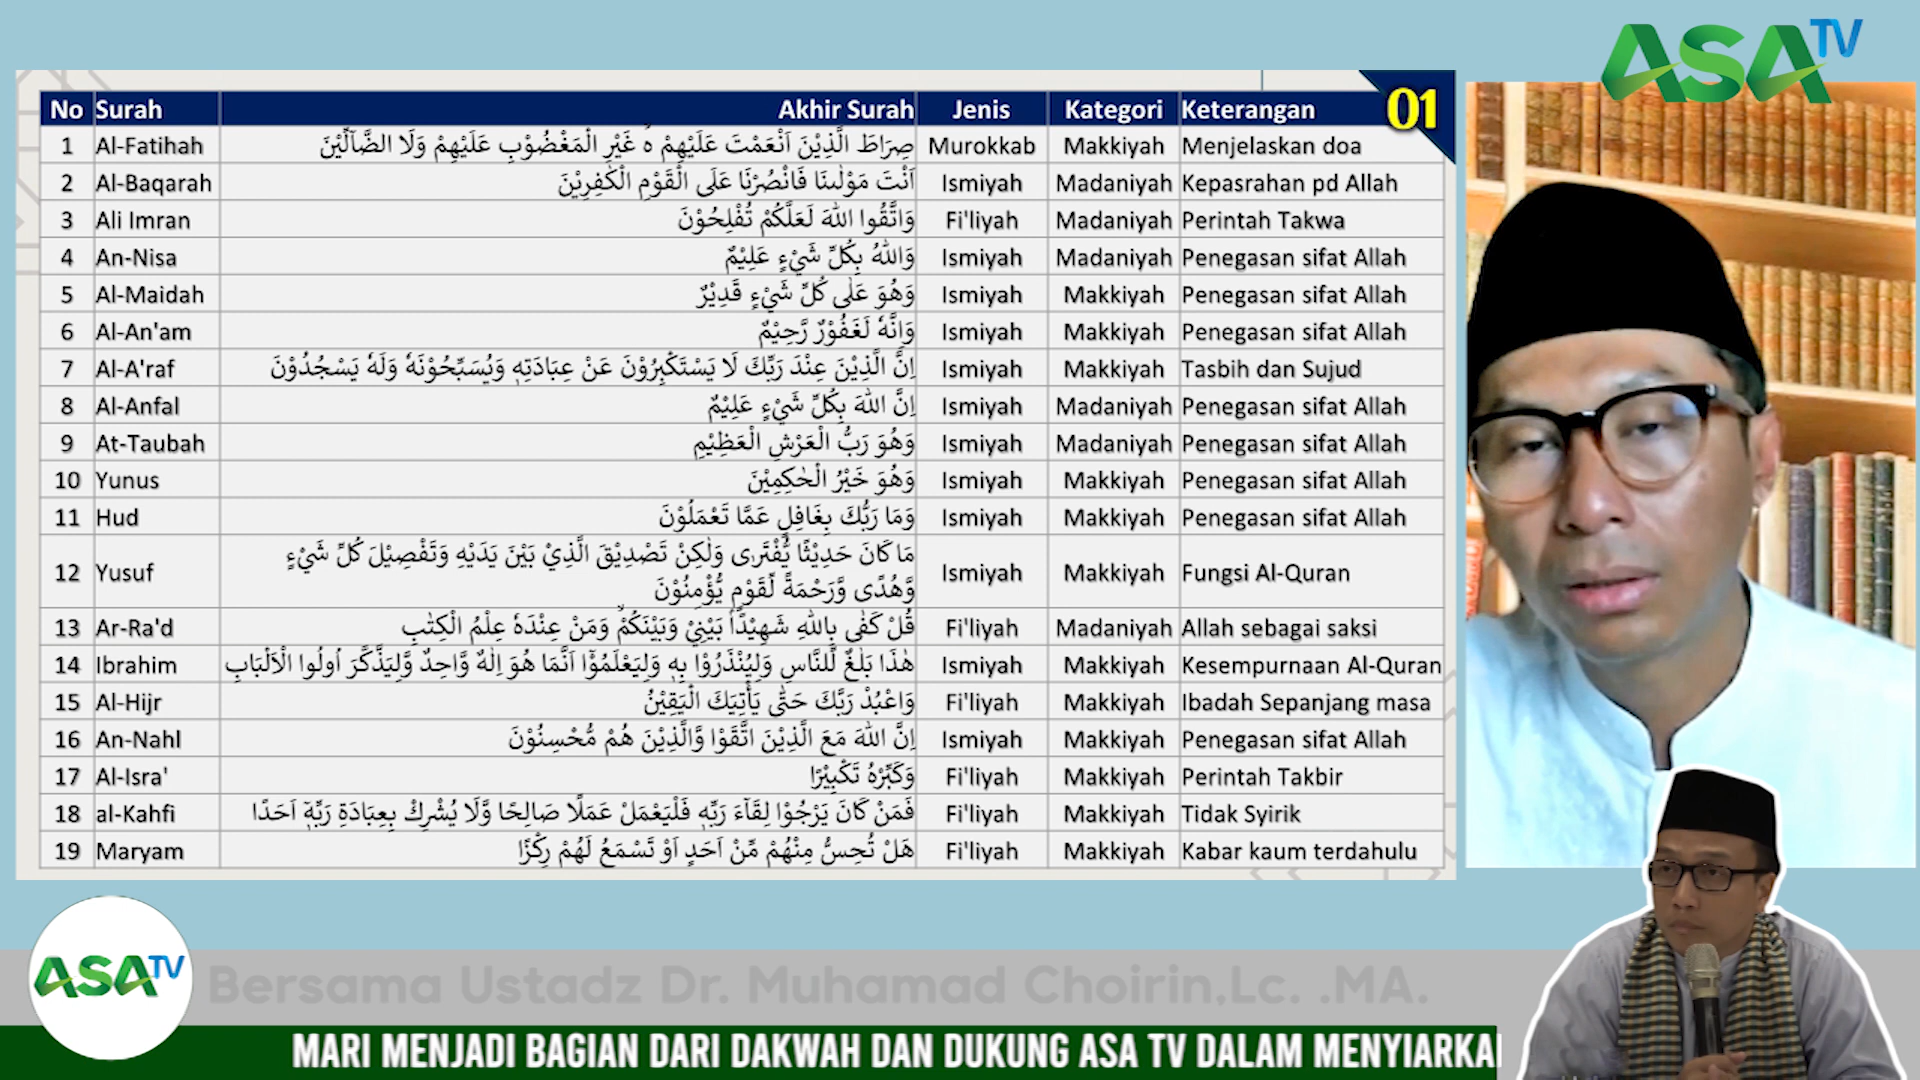 ASA TV
01
No Surah Akhir Surah Jenis Kategori Keterangan
1 Al-Fatihah صِرَاطَ الَّذِيْنَ اَنْعَمْتَ عَلَيْهِمْ ەۙ غَيْرِ الْمَغْضُوْبِ عَلَيْهِمْ وَلَا الضَّاۤلِّيْنَ Murokkab Makkiyah Menjelaskan doa
2 Al-Baqarah اَنْتَ مَوْلٰىنَا فَانْصُرْنَا عَلَى الْقَوْمِ الْكٰفِرِيْنَ Ismiyah Madaniyah Kepasrahan pd Allah
3 Ali Imran وَاتَّقُوا اللّٰهَ لَعَلَّكُمْ تُفْلِحُوْنَ Fi'liyah Madaniyah Perintah Takwa
4 An-Nisa وَاللّٰهُ بِكُلِّ شَيْءٍ عَلِيْمٌ Ismiyah Madaniyah Penegasan sifat Allah
5 Al-Maidah وَهُوَ عَلٰى كُلِّ شَيْءٍ قَدِيْرٌ Ismiyah Makkiyah Penegasan sifat Allah
6 Al-An'am وَاِنَّهٗ لَغَفُوْرٌ رَّحِيْمٌ Ismiyah Makkiyah Penegasan sifat Allah
7 Al-A'raf اِنَّ الَّذِيْنَ عِنْدَ رَبِّكَ لَا يَسْتَكْبِرُوْنَ عَنْ عِبَادَتِهٖ وَيُسَبِّحُوْنَهٗ وَلَهٗ يَسْجُدُوْنَ Ismiyah Makkiyah Tasbih dan Sujud
8 Al-Anfal اِنَّ اللّٰهَ بِكُلِّ شَيْءٍ عَلِيْمٌ Ismiyah Madaniyah Penegasan sifat Allah
9 At-Taubah وَهُوَ رَبُّ الْعَرْشِ الْعَظِيْمِ Ismiyah Madaniyah Penegasan sifat Allah
10 Yunus وَهُوَ خَيْرُ الْحٰكِمِيْنَ Ismiyah Makkiyah Penegasan sifat Allah
11 Hud وَمَا رَبُّكَ بِغَافِلٍ عَمَّا تَعْمَلُوْنَ Ismiyah Makkiyah Penegasan sifat Allah
12 Yusuf مَا كَانَ حَدِيْثًا يُّفْتَرٰى وَلٰكِنْ تَصْدِيْقَ الَّذِيْ بَيْنَ يَدَيْهِ وَتَفْصِيْلَ كُلِّ شَيْءٍ Ismiyah Makkiyah Fungsi Al-Quran
وَّهُدًى وَّرَحْمَةً لِّقَوْمٍ يُّؤْمِنُوْنَ
13 Ar-Ra'd قُلْ كَفٰى بِاللّٰهِ شَهِيْدًاۢ بَيْنِيْ وَبَيْنَكُمْۙ وَمَنْ عِنْدَهٗ عِلْمُ الْكِتٰبِ Fi'liyah Madaniyah Allah sebagai saksi
14 Ibrahim هٰذَا بَلٰغٌ لِّلنَّاسِ وَلِيُنْذَرُوْا بِهٖ وَلِيَعْلَمُوْٓا اَنَّمَا هُوَ اِلٰهٌ وَّاحِدٌ وَّلِيَذَّكَّرَ اُولُوا الْاَلْبَابِ Ismiyah Makkiyah Kesempurnaan Al-Quran
15 Al-Hijr وَاعْبُدْ رَبَّكَ حَتّٰى يَأْتِيَكَ الْيَقِيْنُ Fi'liyah Makkiyah Ibadah Sepanjang masa
16 An-Nahl اِنَّ اللّٰهَ مَعَ الَّذِيْنَ اتَّقَوْا وَّالَّذِيْنَ هُمْ مُّحْسِنُوْنَ Ismiyah Makkiyah Penegasan sifat Allah
17 Al-Isra' وَكَبِّرْهُ تَكْبِيْرًا Fi'liyah Makkiyah Perintah Takbir
18 al-Kahfi فَمَنْ كَانَ يَرْجُوْا لِقَاۤءَ رَبِّهٖ فَلْيَعْمَلْ عَمَلًا صَالِحًا وَّلَا يُشْرِكْ بِعِبَادَةِ رَبِّهٖٓ اَحَدًا Fi'liyah Makkiyah Tidak Syirik
19 Maryam هَلْ تُحِسُّ مِنْهُمْ مِّنْ اَحَدٍ اَوْ تَسْمَعُ لَهُمْ رِكْزًا Fi'liyah Makkiyah Kabar kaum terdahulu
ASA TV
Bersama Ustadz Dr. Muhamad Choirin,Lc. .MA.
MARI MENJADI BAGIAN DARI DAKWAH DAN DUKUNG ASA TV DALAM MENYIARKA